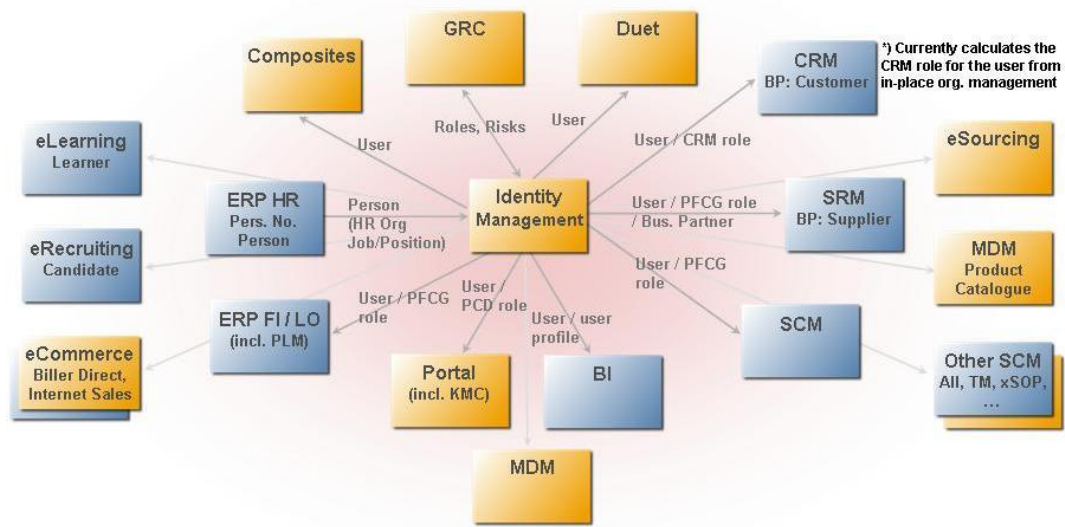 GRC
Duet
Composites
CRM
BP: Customer
*) Currently calculates the
CRM role for the user from
in-place org. management
Roles, Risks
User
User
User / CRM role
eLearning
Learner
eSourcing
ERP HR
Pers. No.
Person
Person
(HR Org
Job/Position)
Identity
Management
User / PFCG role
/ Bus. Partner
SRM
BP: Supplier
eRecruiting
Candidate
MDM
Product
Catalogue
User / PFCG
role
User /
PCD role
User / PFCG
role
ERP FI / LO
(incl. PLM)
User / user
profile
SCM
eCommerce
Biller Direct,
Internet Sales
Portal
(incl. KMC)
BI
Other SCM
All, TM, xSOP,
...
MDM